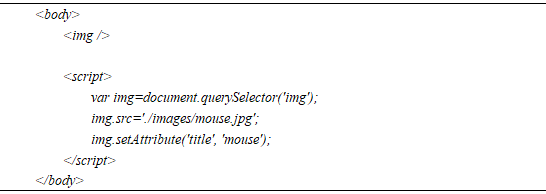 <body>
<img />
<script>
var img=document.querySelector('img');
img.src='./images/mouse.jpg';
img.setAttribute('title', 'mouse');
</script>
</body>